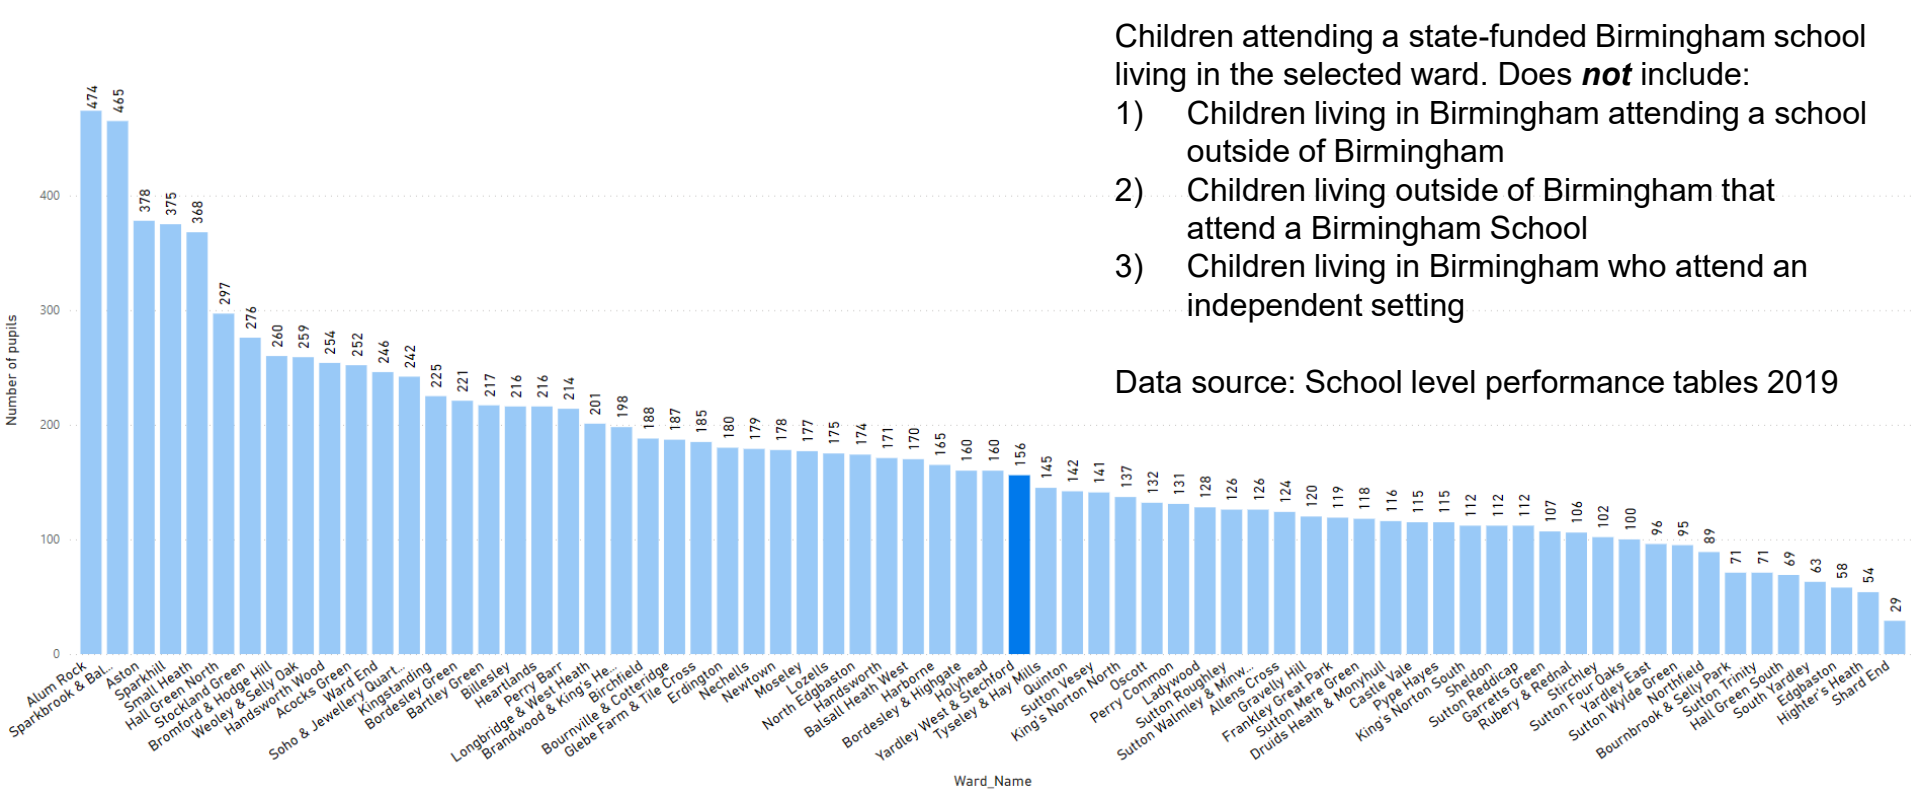 Children attending a state-funded Birmingham school
living in the selected ward. Does not include:
1) Children living in Birmingham attending a school
outside of Birmingham
2) Children living outside of Birmingham that
attend a Birmingham School
3) Children living in Birmingham who attend an
independent setting
Data source: School level performance tables 2019
Number of pupils
400
300
200
100
0
474
465
378
375
368
297
276
260
259
254
252
246
242
225
221
217
216
216
214
201
198
188
187
185
180
179
178
177
175
174
171
170
165
160
160
156
145
142
141
137
132
131
128
126
126
124
120
119
118
116
115
115
112
112
112
107
106
102
100
96
95
89
71
71
69
63
58
54
29
Alum Rock
Sparkbrook & Bal...
Aston
Sparkhill
Small Heath
Hall Green North
Stockland Green
Bromford & Hodge Hill
Weoley & Selly Oak
Handsworth Wood
Acocks Green
Ward End
Soho & Jewellery Quart...
Kingstanding
Bordesley Green
Bartley Green
Billesley
Heartlands
Perry Barr
Longbridge & West Heath
Brandwood & King's He...
Birchfield
Bournville & Cotteridge
Glebe Farm & Tile Cross
Erdington
Nechells
Newtown
Moseley
Lozells
North Edgbaston
Handsworth
Balsall Heath West
Harborne
Bordesley & Highgate
Holyhead
Yardley West & Stechford
Tyseley & Hay Mills
Quinton
Sutton Vesey
King's Norton North
Oscott
Perry Common
Ladywood
Sutton Roughley
Sutton Walmley & Minw...
Allens Cross
Gravelly Hill
Frankley Great Park
Sutton Mere Green
Druids Heath & Monyhull
Castle Vale
Pype Hayes
King's Norton South
Sheldon
Sutton Reddicap
Garretts Green
Rubery & Rednal
Stirchley
Sutton Four Oaks
Yardley East
Sutton Wylde Green
Northfield
Bournbrook & Selly Park
Sutton Trinity
Hall Green South
South Yardley
Edgbaston
Highter's Heath
Shard End
Ward_Name